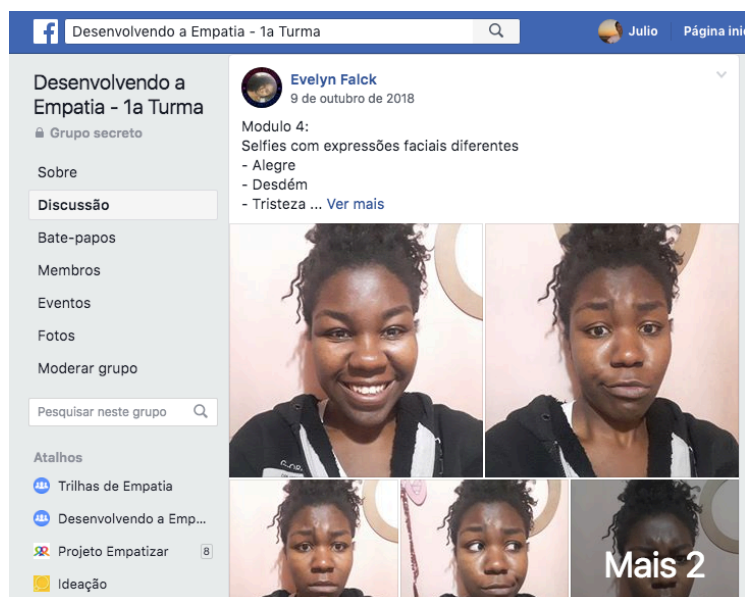 Desenvolvendo a Empatia - 1a Turma
Julio
Página
Desenvolvendo a
Empatia - 1a Turma
Grupo secreto
Sobre
Discussão
Bate-papos
Membros
Eventos
Fotos
Moderar grupo
Pesquisar neste grupo
Atalhos
Trilhas de Empatia
Desenvolvendo a Emp...
Projeto Empatizar 8
Ideação
Evelyn Falck
9 de outubro de 2018
Modulo 4:
Selfies com expressões faciais diferentes
- Alegre
- Desdém
- Tristeza ... Ver mais
Mais 2